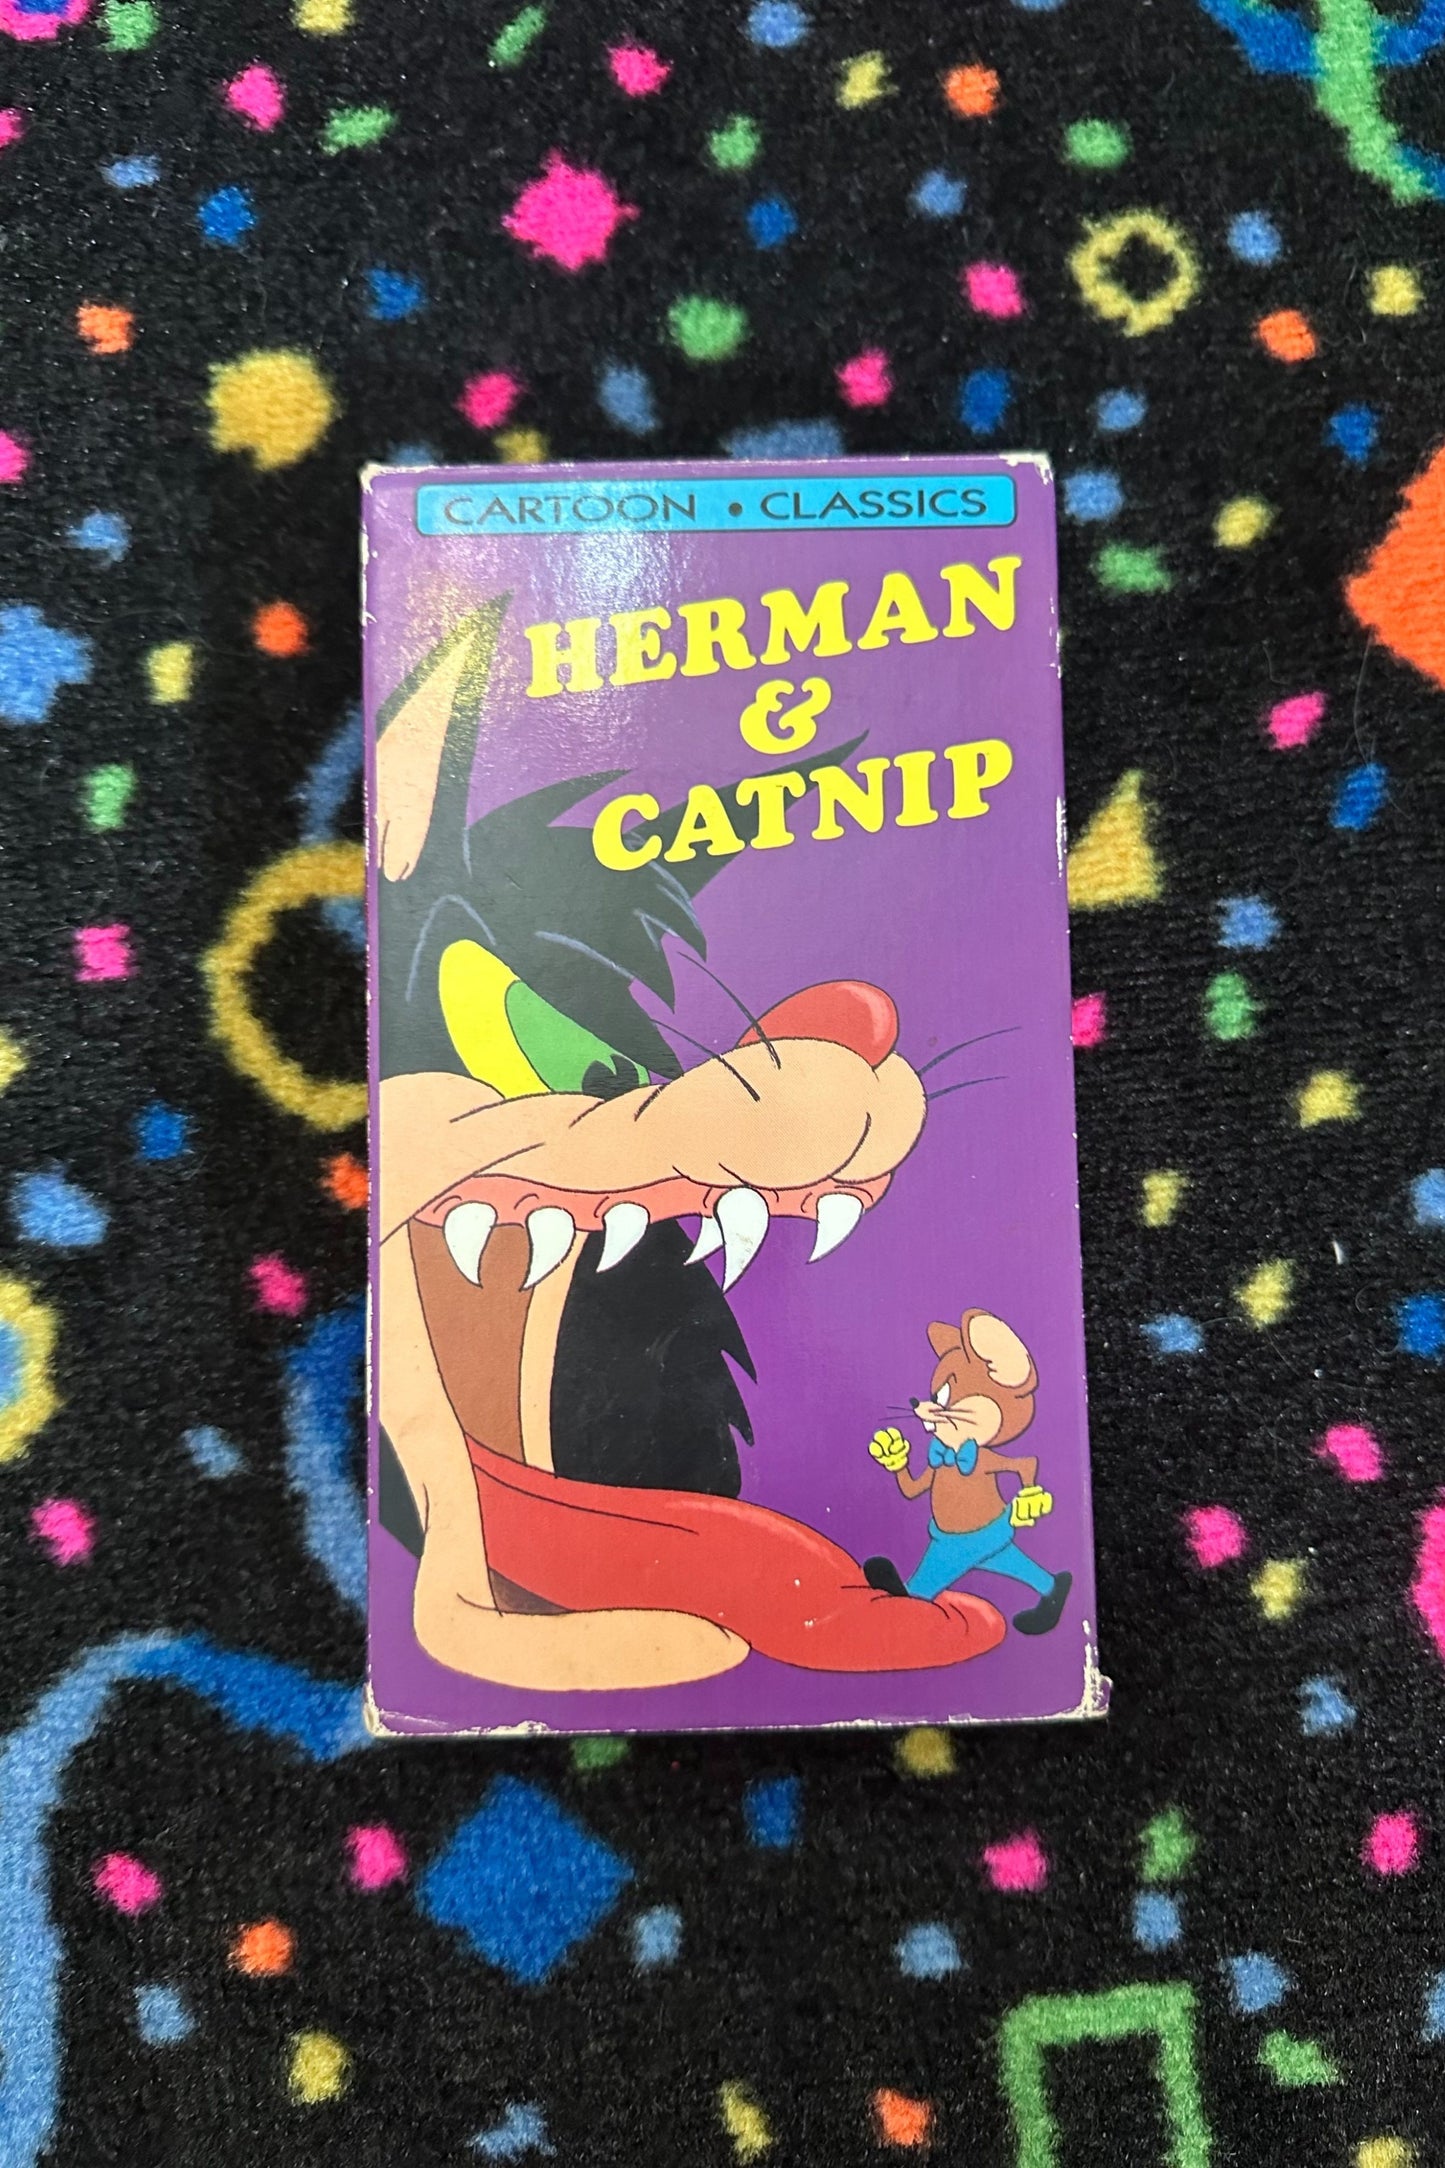 CARTOON • CLASSICS
HERMAN
&
CATNIP